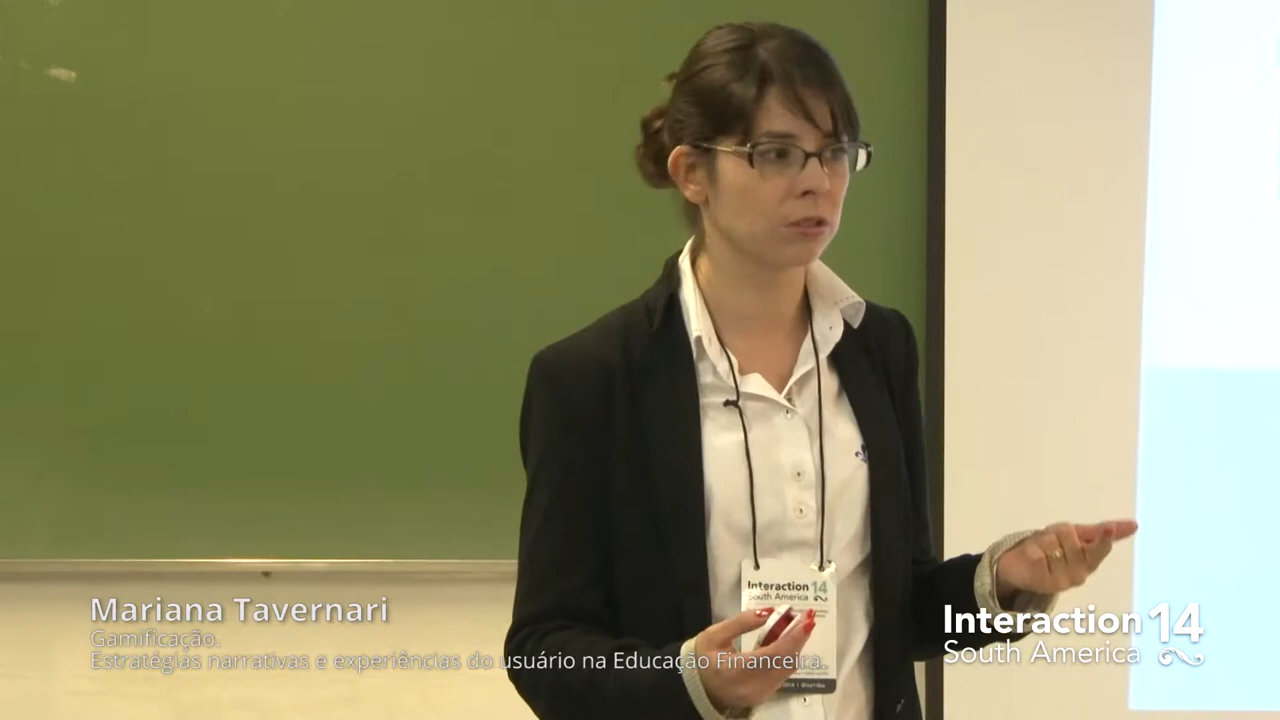 Mariana Tavernari
Gamificação.
Estratégias narrativas e experiências do usuário na Educação Financeira.
Interaction 14
South America
Interaction 14
South America